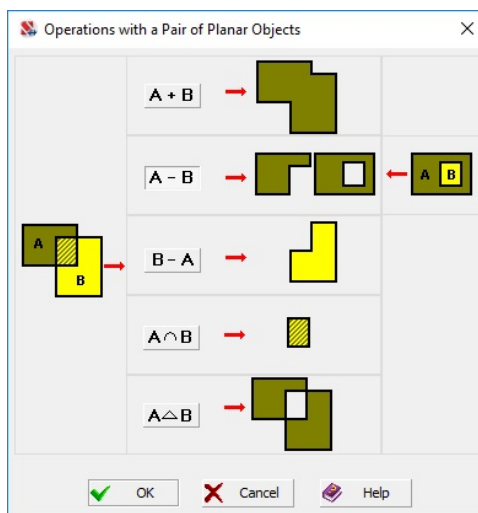 Operations with a Pair of Planar Objects
A + B
A - B
A B
A
B
B - A
A∩B
A△B
OK Cancel Help